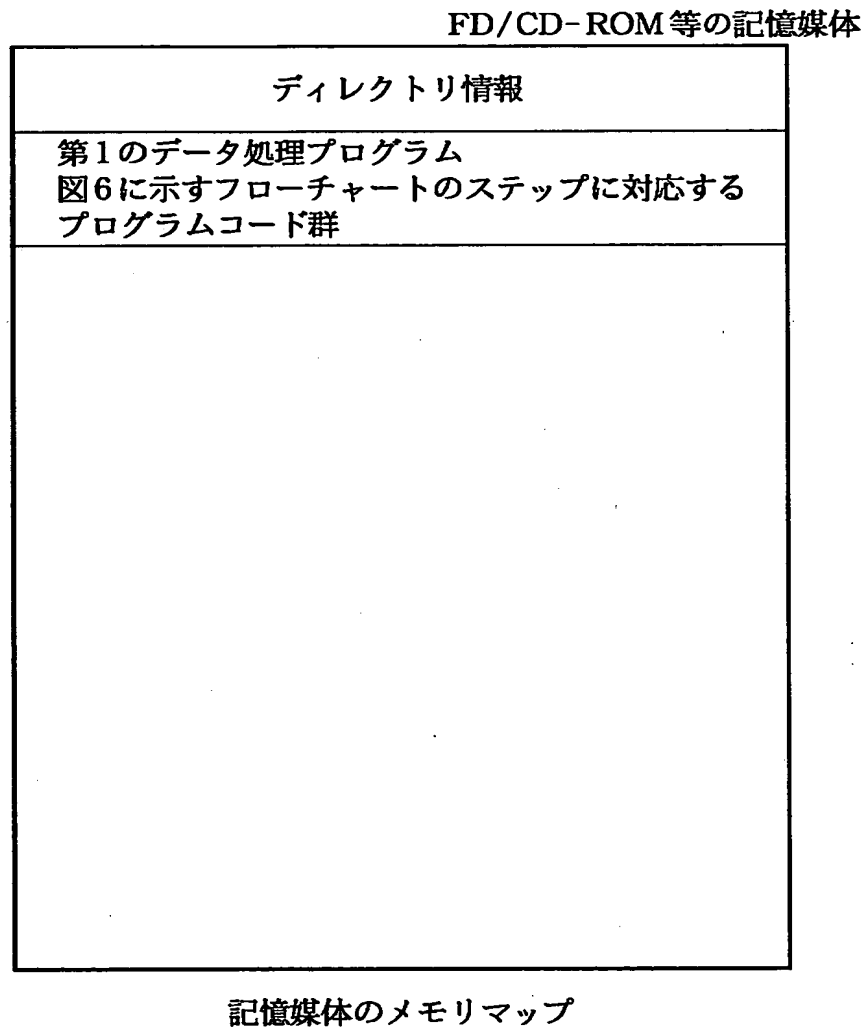 FD/CD-ROM等の記憶媒体
ディレクトリ情報
第1のデータ処理プログラム
図6に示すフローチャートのステップに対応する
プログラムコード群
記憶媒体のメモリマップ